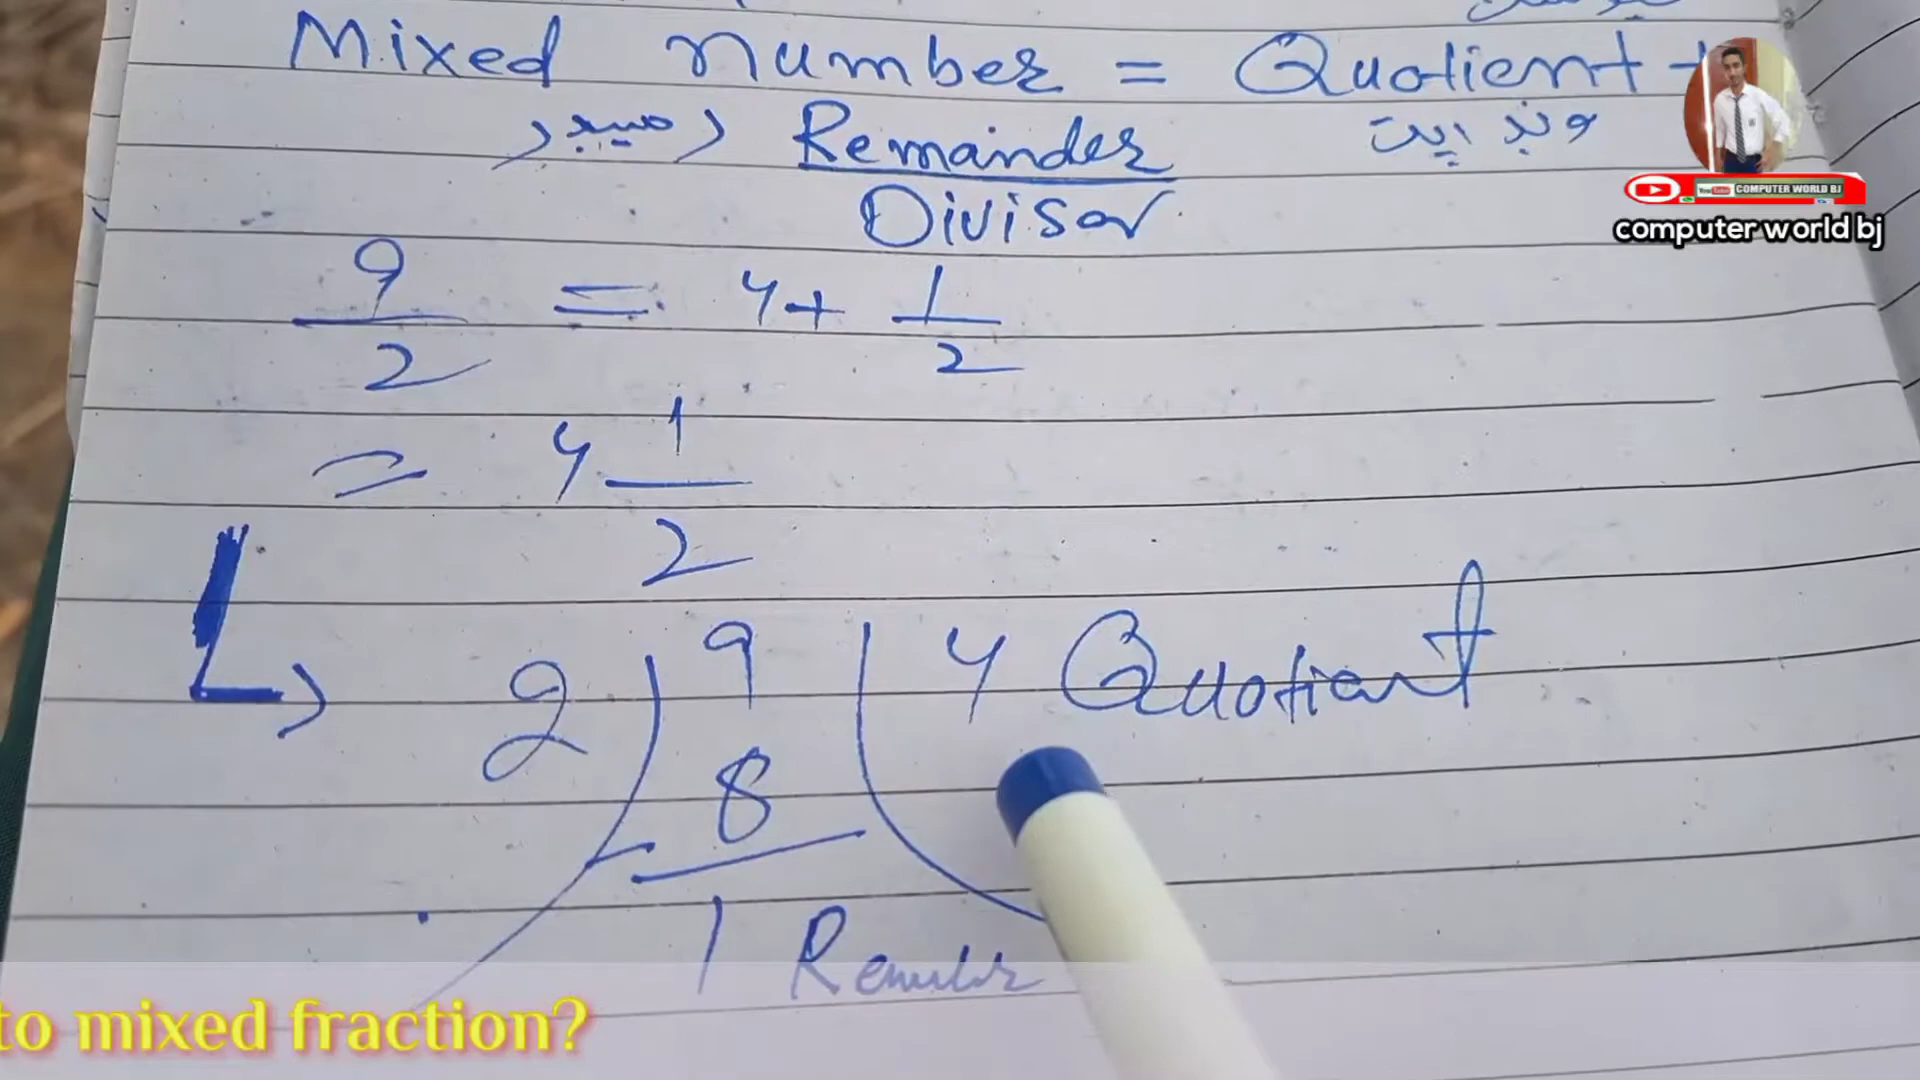 Mixed number = Quotient +
Remainder
Divisor
9/2 = 4 + 1/2
= 4 1/2
2 ) 9 ( 4 Quotient
8
1
YouTube COMPUTER WORLD BJ
computer world bj
to mixed fraction?